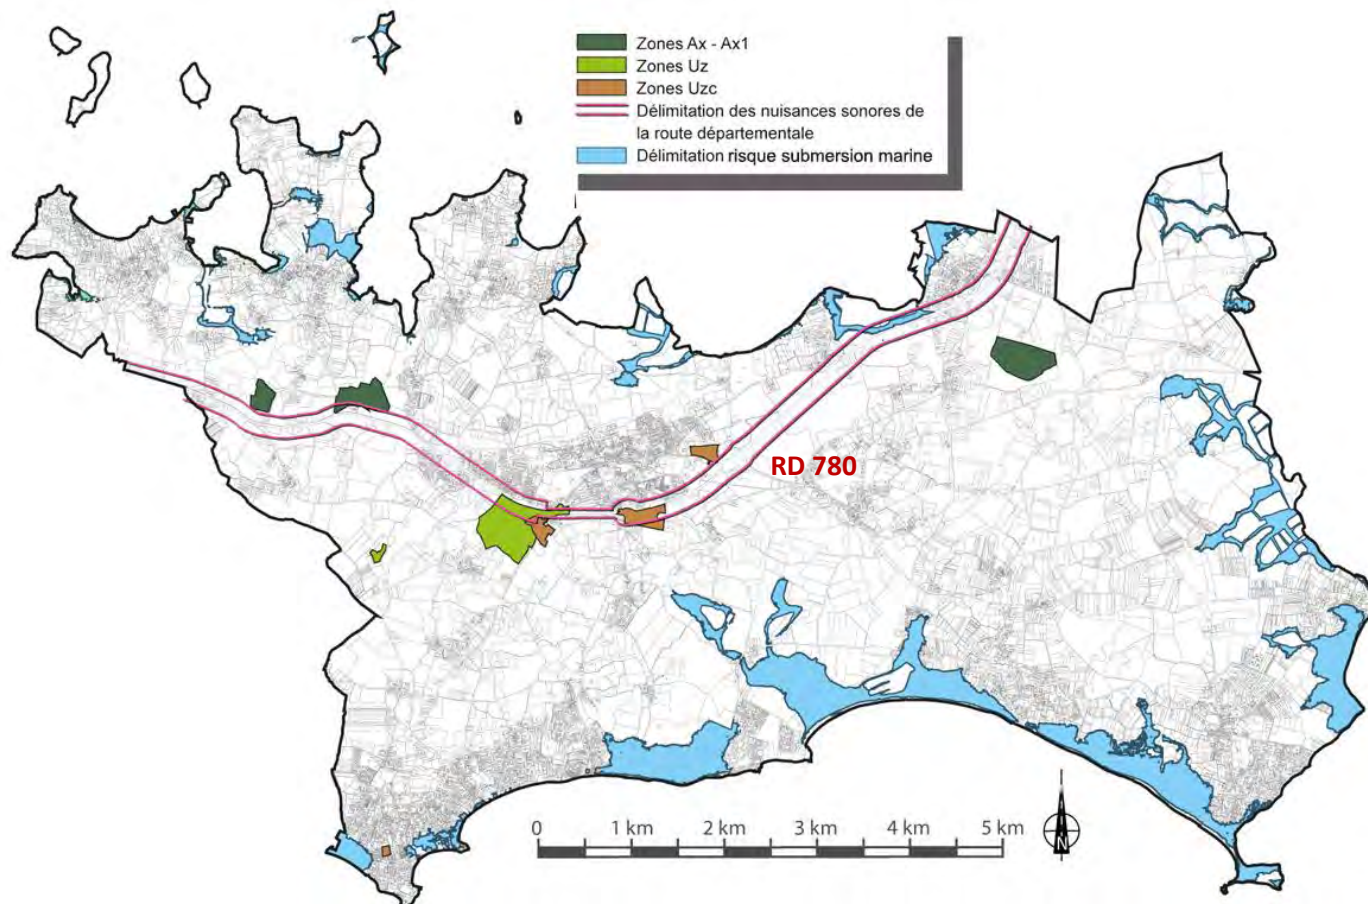 Zones Ax - Ax1
Zones Uz
Zones Uzc
Délimitation des nuisances sonores de
la route départementale
Délimitation risque submersion marine
RD 780
0 1 km 2 km 3 km 4 km 5 km
N